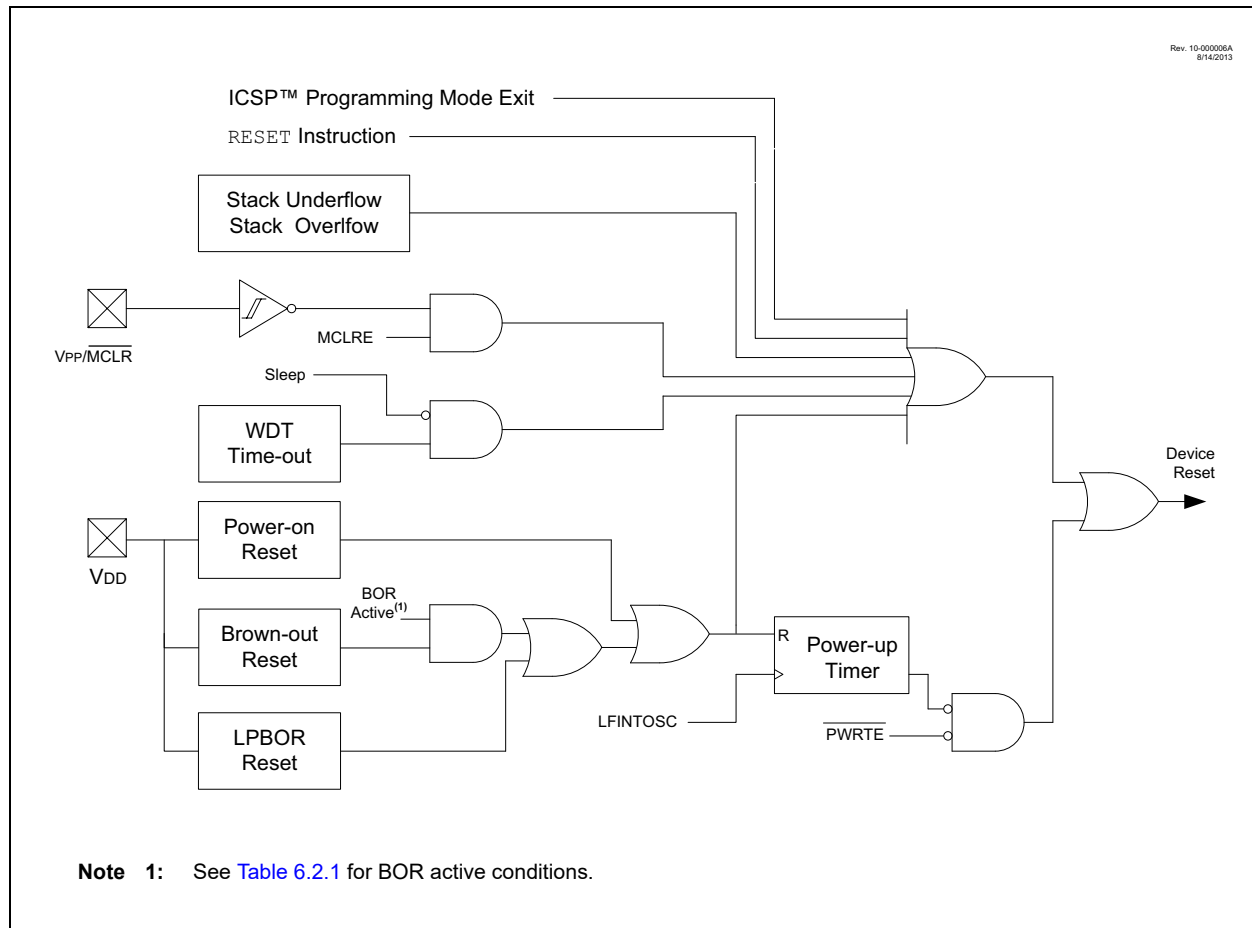 Rev. 10-000006A
8/14/2013
ICSP™ Programming Mode Exit
RESET Instruction
Stack Underflow
Stack Overlfow
VPP/MCLR
MCLRE
Sleep
WDT
Time-out
Device
Reset
VDD
Power-on
Reset
BOR
Active(1)
Brown-out
Reset
R
Power-up
Timer
LFINTOSC
PWRTE
LPBOR
Reset
Note 1: See Table 6.2.1 for BOR active conditions.